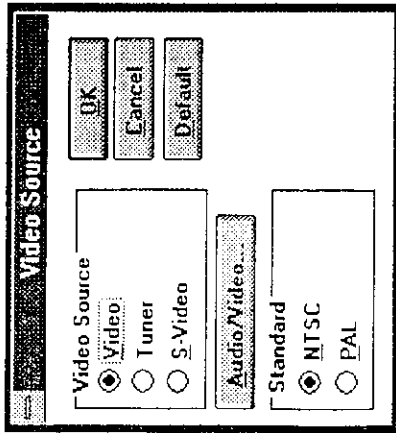 Video Source
Video Source
Video
Tuner
S-Video
OK
Cancel
Default
Audio/Video...
Standard
NTSC
PAL